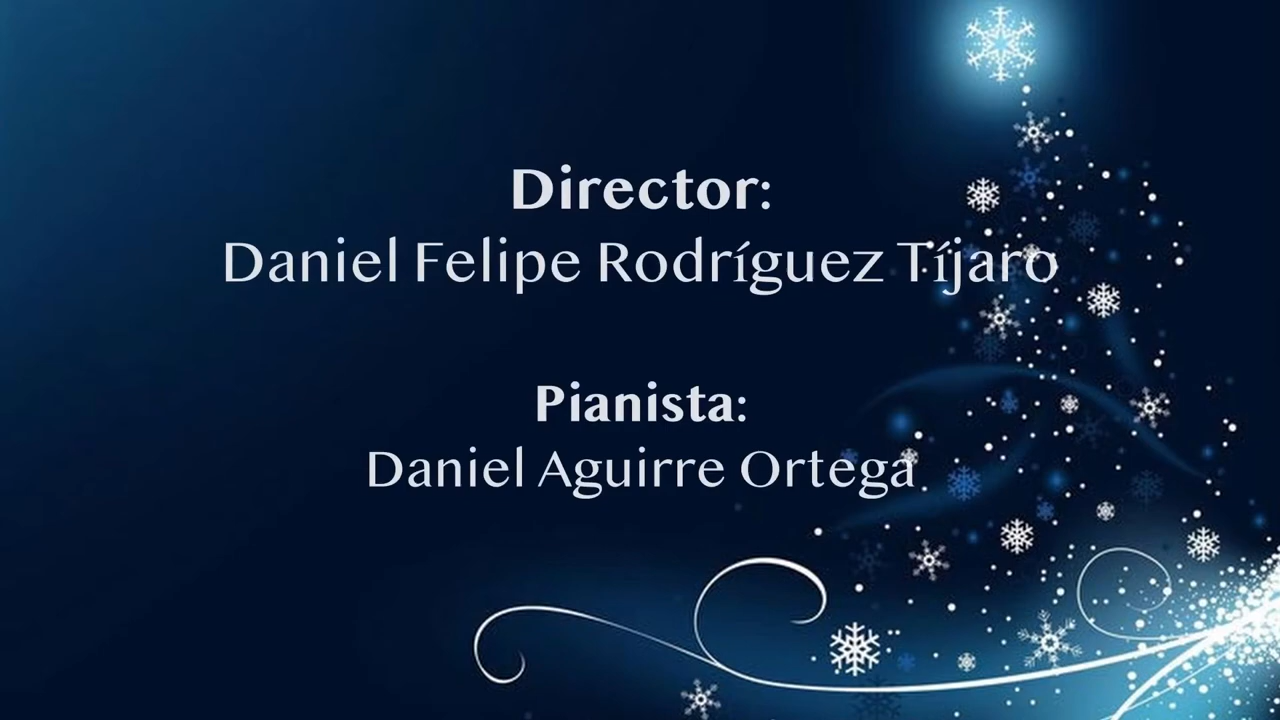 Director:
Daniel Felipe Rodríguez Tíjaro
Pianista:
Daniel Aguirre Ortega